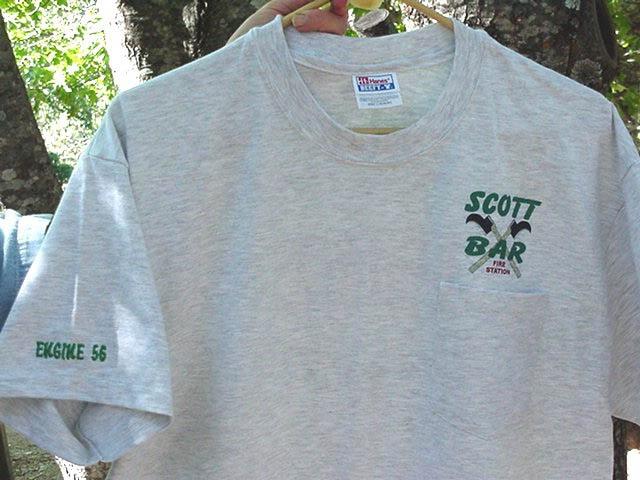 Hanes
BEEFY-T
SCOTT
BAR
FIRE
STATION
ENGINE 56